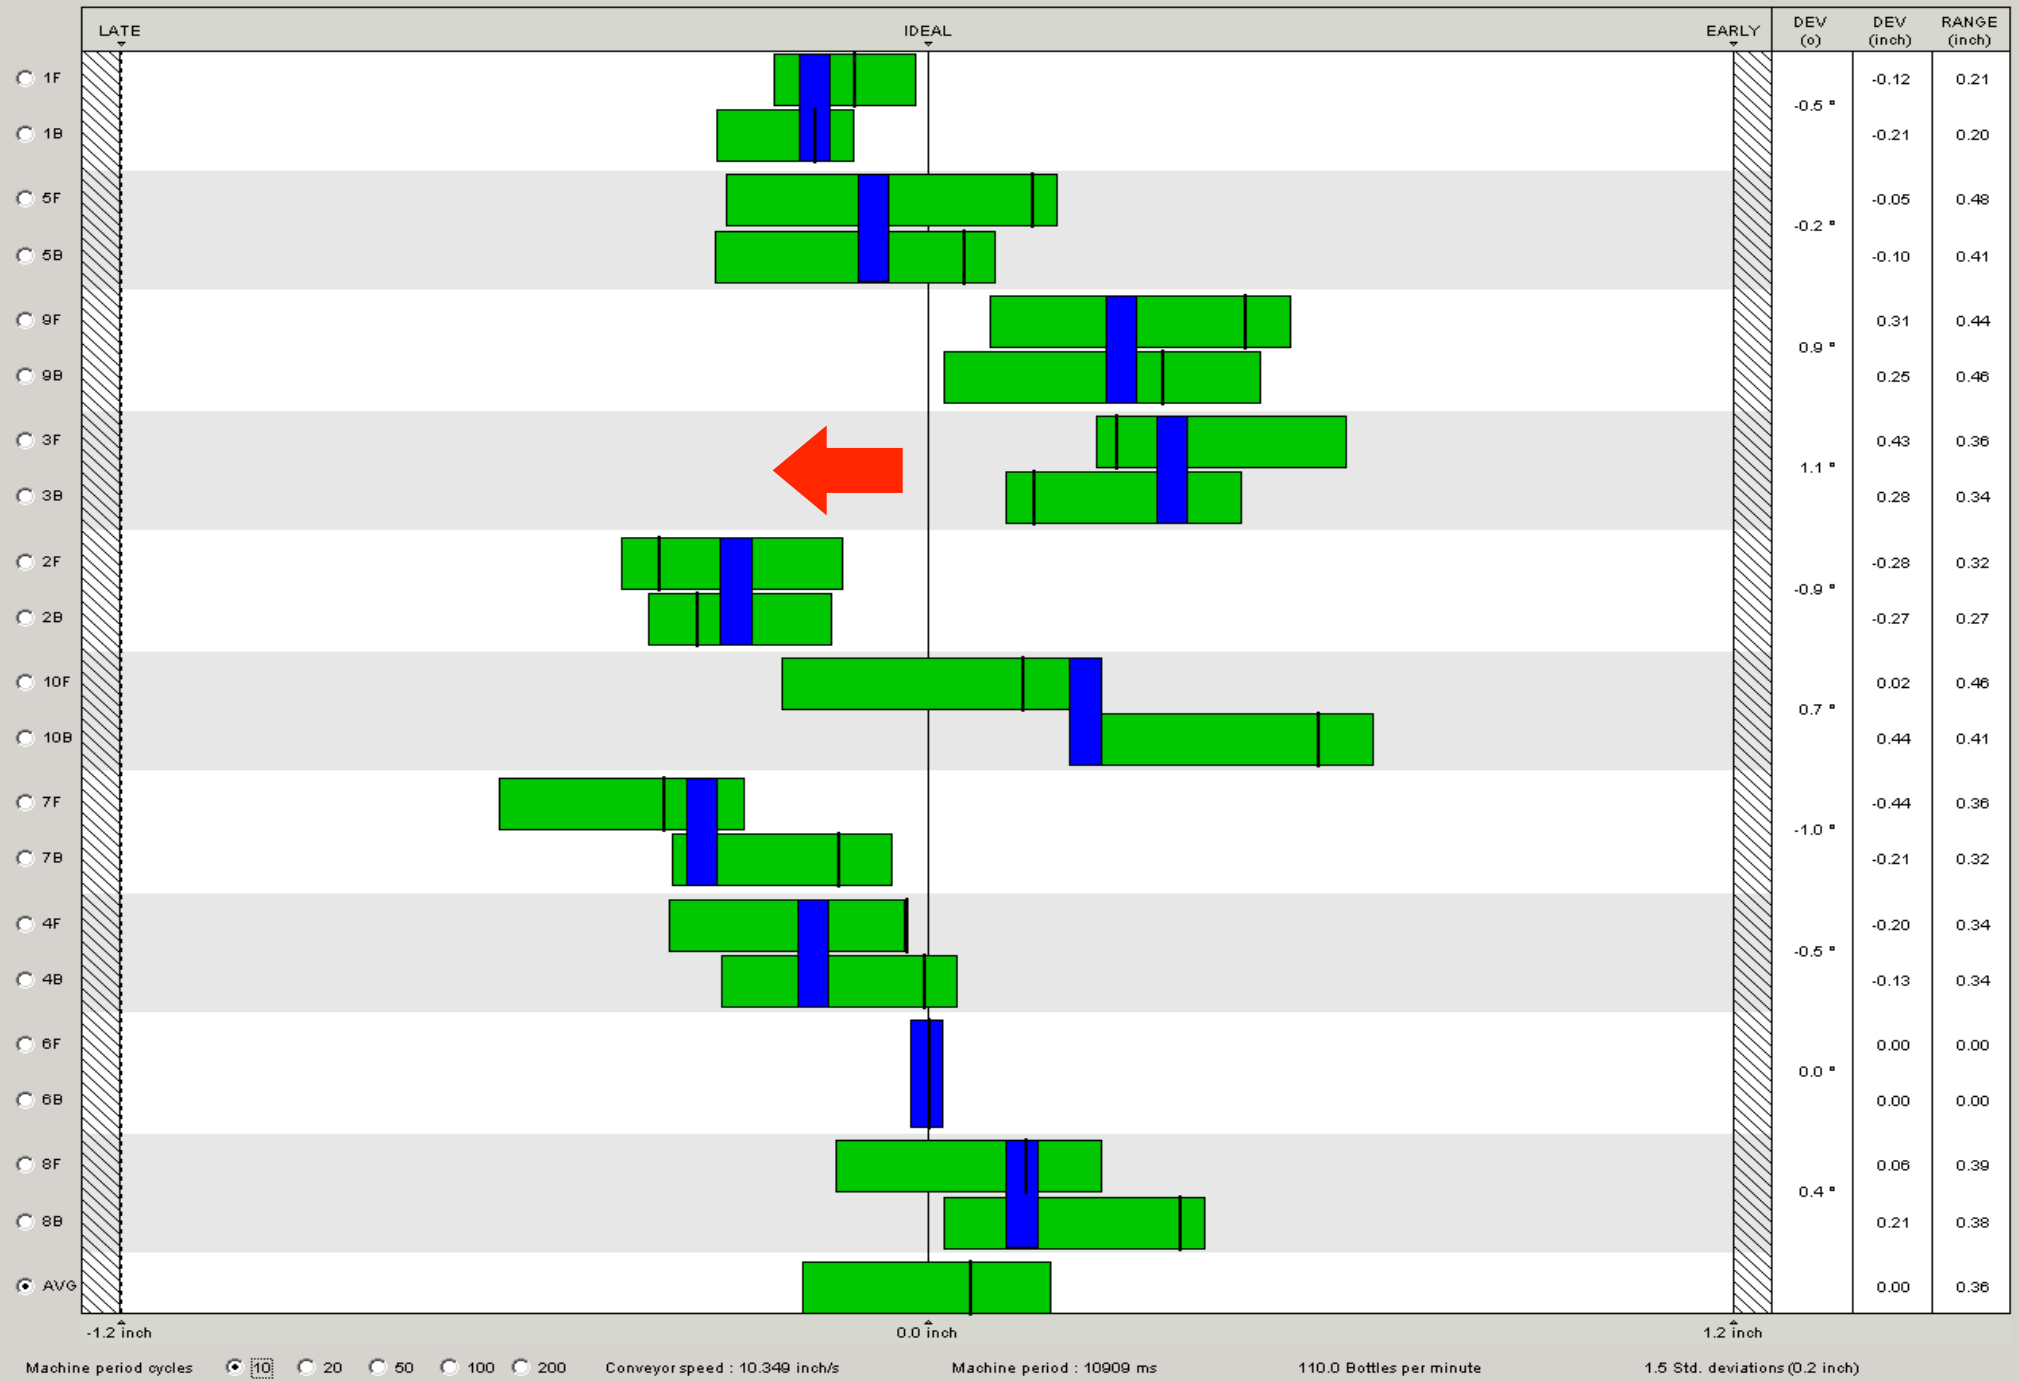 LATE IDEAL EARLY DEV (o) DEV (inch) RANGE (inch)
1F -0.12 0.21
-0.5 °
1B -0.21 0.20
5F -0.05 0.48
-0.2 °
5B -0.10 0.41
9F 0.31 0.44
0.9 °
9B 0.25 0.46
3F 0.43 0.36
1.1 °
3B 0.28 0.34
2F -0.28 0.32
-0.9 °
2B -0.27 0.27
10F 0.02 0.46
0.7 °
10B 0.44 0.41
7F -0.44 0.36
-1.0 °
7B -0.21 0.32
4F -0.20 0.34
-0.5 °
4B -0.13 0.34
6F 0.00 0.00
0.0 °
6B 0.00 0.00
8F 0.06 0.39
0.4 °
8B 0.21 0.38
AVG 0.00 0.36
-1.2 inch 0.0 inch 1.2 inch
Machine period cycles 10 20 50 100 200 Conveyor speed : 10.349 inch/s Machine period : 10909 ms 110.0 Bottles per minute 1.5 Std. deviations (0.2 inch)